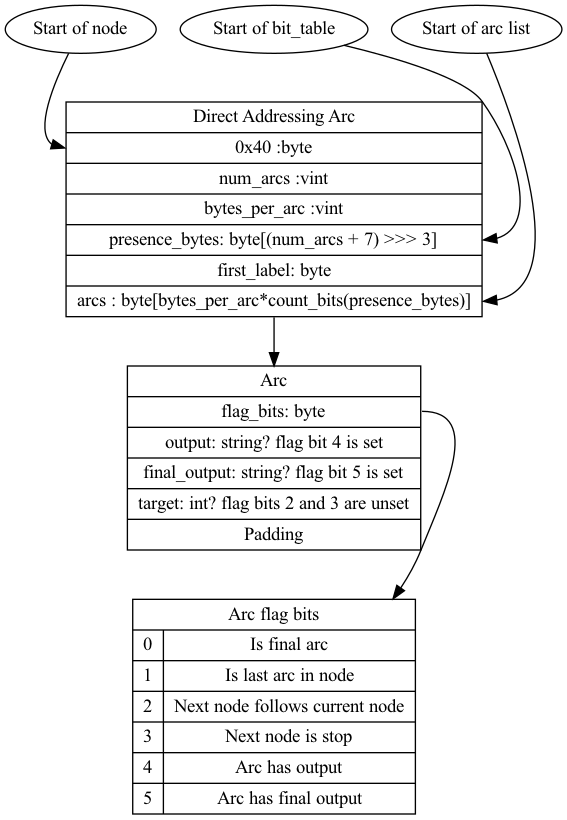 Start of node
Start of bit_table
Start of arc list
Direct Addressing Arc
0x40 :byte
num_arcs :vint
bytes_per_arc :vint
presence_bytes: byte[(num_arcs + 7) >>> 3]
first_label: byte
arcs : byte[bytes_per_arc*count_bits(presence_bytes)]
Arc
flag_bits: byte
output: string? flag bit 4 is set
final_output: string? flag bit 5 is set
target: int? flag bits 2 and 3 are unset
Padding
Arc flag bits
0 Is final arc
1 Is last arc in node
2 Next node follows current node
3 Next node is stop
4 Arc has output
5 Arc has final output